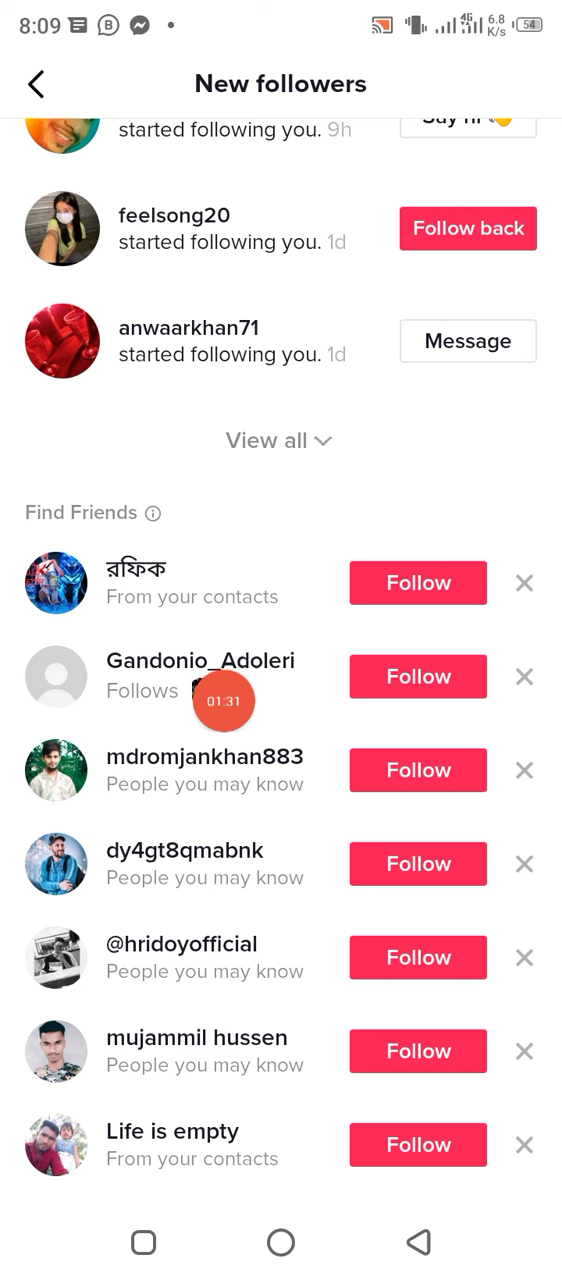 8:09
B
4G
6.8
K/s
54
New followers
started following you. 9h
Say hi
feelsong20
started following you. 1d
Follow back
anwaarkhan71
started following you. 1d
Message
View all
Find Friends
রফিক
From your contacts
Follow
Gandonio_Adoleri
Follows
01:31
Follow
mdromjankhan883
People you may know
Follow
dy4gt8qmabnk
People you may know
Follow
@hridoyofficial
People you may know
Follow
mujammil hussen
People you may know
Follow
Life is empty
From your contacts
Follow